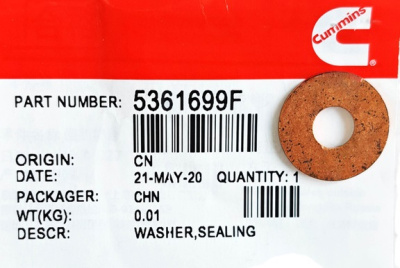 Cummins
PART NUMBER: 5361699F
ORIGIN: CN
DATE: 21-MAY-20 QUANTITY: 1
PACKAGER: CHN
WT(KG): 0.01
DESCR: WASHER,SEALING